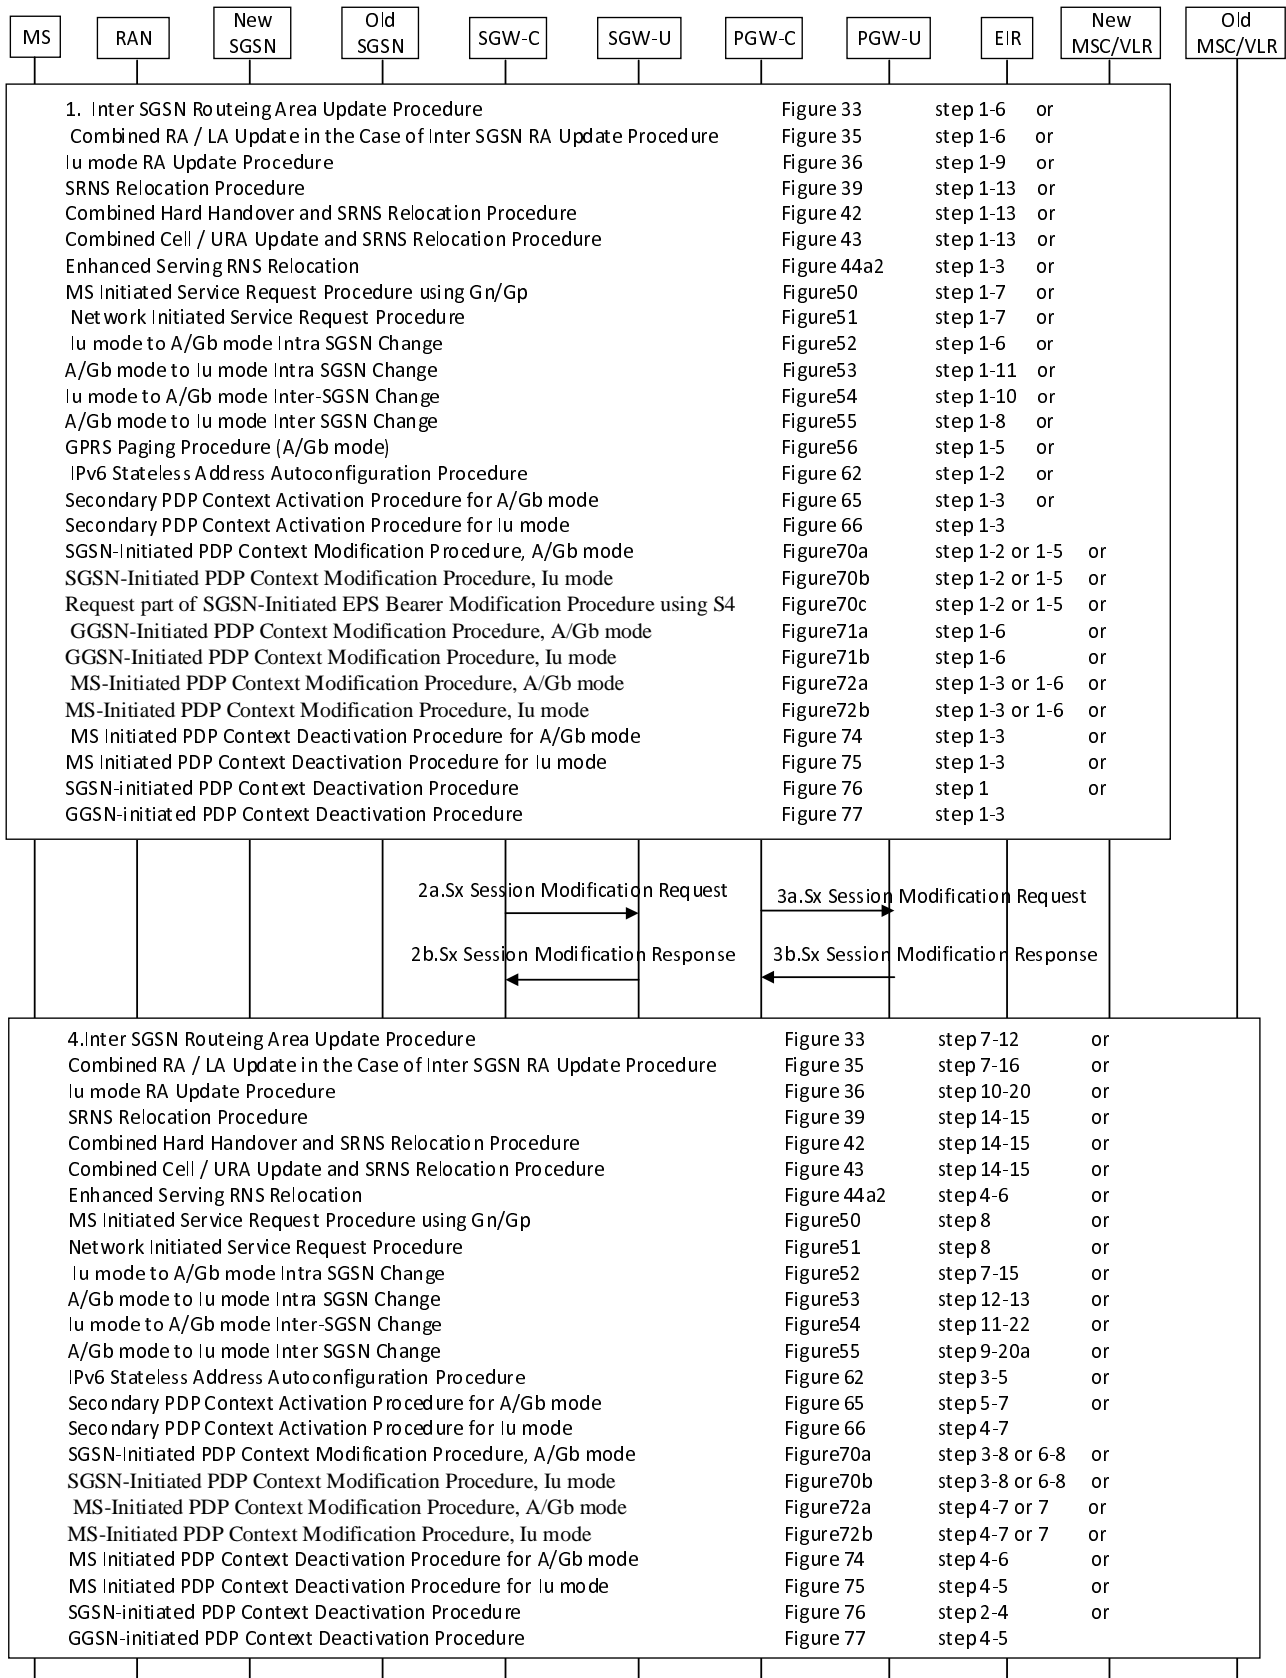 MS
RAN
New
SGSN
Old
SGSN
SGW-C
SGW-U
PGW-C
PGW-U
EIR
New
MSC/VLR
Old
MSC/VLR
1. Inter SGSN Routeing Area Update Procedure Figure 33 step 1-6 or
Combined RA / LA Update in the Case of Inter SGSN RA Update Procedure Figure 35 step 1-6 or
Iu mode RA Update Procedure Figure 36 step 1-9 or
SRNS Relocation Procedure Figure 39 step 1-13 or
Combined Hard Handover and SRNS Relocation Procedure Figure 42 step 1-13 or
Combined Cell / URA Update and SRNS Relocation Procedure Figure 43 step 1-13 or
Enhanced Serving RNS Relocation Figure 44a2 step 1-3 or
MS Initiated Service Request Procedure using Gn/Gp Figure50 step 1-7 or
Network Initiated Service Request Procedure Figure51 step 1-7 or
Iu mode to A/Gb mode Intra SGSN Change Figure52 step 1-6 or
A/Gb mode to Iu mode Intra SGSN Change Figure53 step 1-11 or
Iu mode to A/Gb mode Inter-SGSN Change Figure54 step 1-10 or
A/Gb mode to Iu mode Inter SGSN Change Figure55 step 1-8 or
GPRS Paging Procedure (A/Gb mode) Figure56 step 1-5 or
IPv6 Stateless Address Autoconfiguration Procedure Figure 62 step 1-2 or
Secondary PDP Context Activation Procedure for A/Gb mode Figure 65 step 1-3 or
Secondary PDP Context Activation Procedure for Iu mode Figure 66 step 1-3
SGSN-Initiated PDP Context Modification Procedure, A/Gb mode Figure70a step 1-2 or 1-5 or
SGSN-Initiated PDP Context Modification Procedure, Iu mode Figure70b step 1-2 or 1-5 or
Request part of SGSN-Initiated EPS Bearer Modification Procedure using S4 Figure70c step 1-2 or 1-5 or
GGSN-Initiated PDP Context Modification Procedure, A/Gb mode Figure71a step 1-6 or
GGSN-Initiated PDP Context Modification Procedure, Iu mode Figure71b step 1-6 or
MS-Initiated PDP Context Modification Procedure, A/Gb mode Figure72a step 1-3 or 1-6 or
MS-Initiated PDP Context Modification Procedure, Iu mode Figure72b step 1-3 or 1-6 or
MS Initiated PDP Context Deactivation Procedure for A/Gb mode Figure 74 step 1-3 or
MS Initiated PDP Context Deactivation Procedure for Iu mode Figure 75 step 1-3 or
SGSN-initiated PDP Context Deactivation Procedure Figure 76 step 1 or
GGSN-initiated PDP Context Deactivation Procedure Figure 77 step 1-3
2a.Sx Session Modification Request
3a.Sx Session Modification Request
2b.Sx Session Modification Response
3b.Sx Session Modification Response
4.Inter SGSN Routeing Area Update Procedure Figure 33 step 7-12 or
Combined RA / LA Update in the Case of Inter SGSN RA Update Procedure Figure 35 step 7-16 or
Iu mode RA Update Procedure Figure 36 step 10-20 or
SRNS Relocation Procedure Figure 39 step 14-15 or
Combined Hard Handover and SRNS Relocation Procedure Figure 42 step 14-15 or
Combined Cell / URA Update and SRNS Relocation Procedure Figure 43 step 14-15 or
Enhanced Serving RNS Relocation Figure 44a2 step 4-6 or
MS Initiated Service Request Procedure using Gn/Gp Figure50 step 8 or
Network Initiated Service Request Procedure Figure51 step 8 or
Iu mode to A/Gb mode Intra SGSN Change Figure52 step 7-15 or
A/Gb mode to Iu mode Intra SGSN Change Figure53 step 12-13 or
Iu mode to A/Gb mode Inter-SGSN Change Figure54 step 11-22 or
A/Gb mode to Iu mode Inter SGSN Change Figure55 step 9-20a or
IPv6 Stateless Address Autoconfiguration Procedure Figure 62 step 3-5 or
Secondary PDP Context Activation Procedure for A/Gb mode Figure 65 step 5-7 or
Secondary PDP Context Activation Procedure for Iu mode Figure 66 step 4-7
SGSN-Initiated PDP Context Modification Procedure, A/Gb mode Figure70a step 3-8 or 6-8 or
SGSN-Initiated PDP Context Modification Procedure, Iu mode Figure70b step 3-8 or 6-8 or
MS-Initiated PDP Context Modification Procedure, A/Gb mode Figure72a step 4-7 or 7 or
MS-Initiated PDP Context Modification Procedure, Iu mode Figure72b step 4-7 or 7 or
MS Initiated PDP Context Deactivation Procedure for A/Gb mode Figure 74 step 4-6 or
MS Initiated PDP Context Deactivation Procedure for Iu mode Figure 75 step 4-5 or
SGSN-initiated PDP Context Deactivation Procedure Figure 76 step 2-4 or
GGSN-initiated PDP Context Deactivation Procedure Figure 77 step 4-5